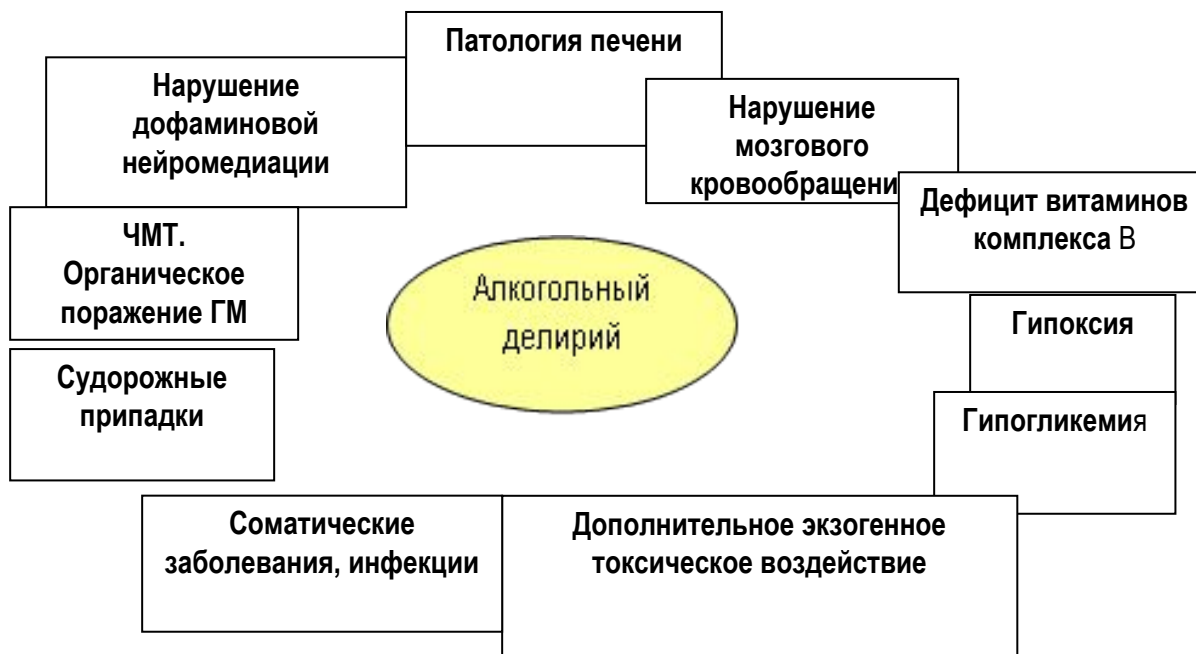 Патология печени
Нарушение
дофаминовой
нейромедиации
Нарушение
мозгового
кровообращени
Дефицит витаминов
комплекса В
ЧМТ.
Органическое
поражение ГМ
Алкогольный
делирий
Гипоксия
Судорожные
припадки
Гипогликемия
Соматические
заболевания, инфекции
Дополнительное экзогенное
токсическое воздействие